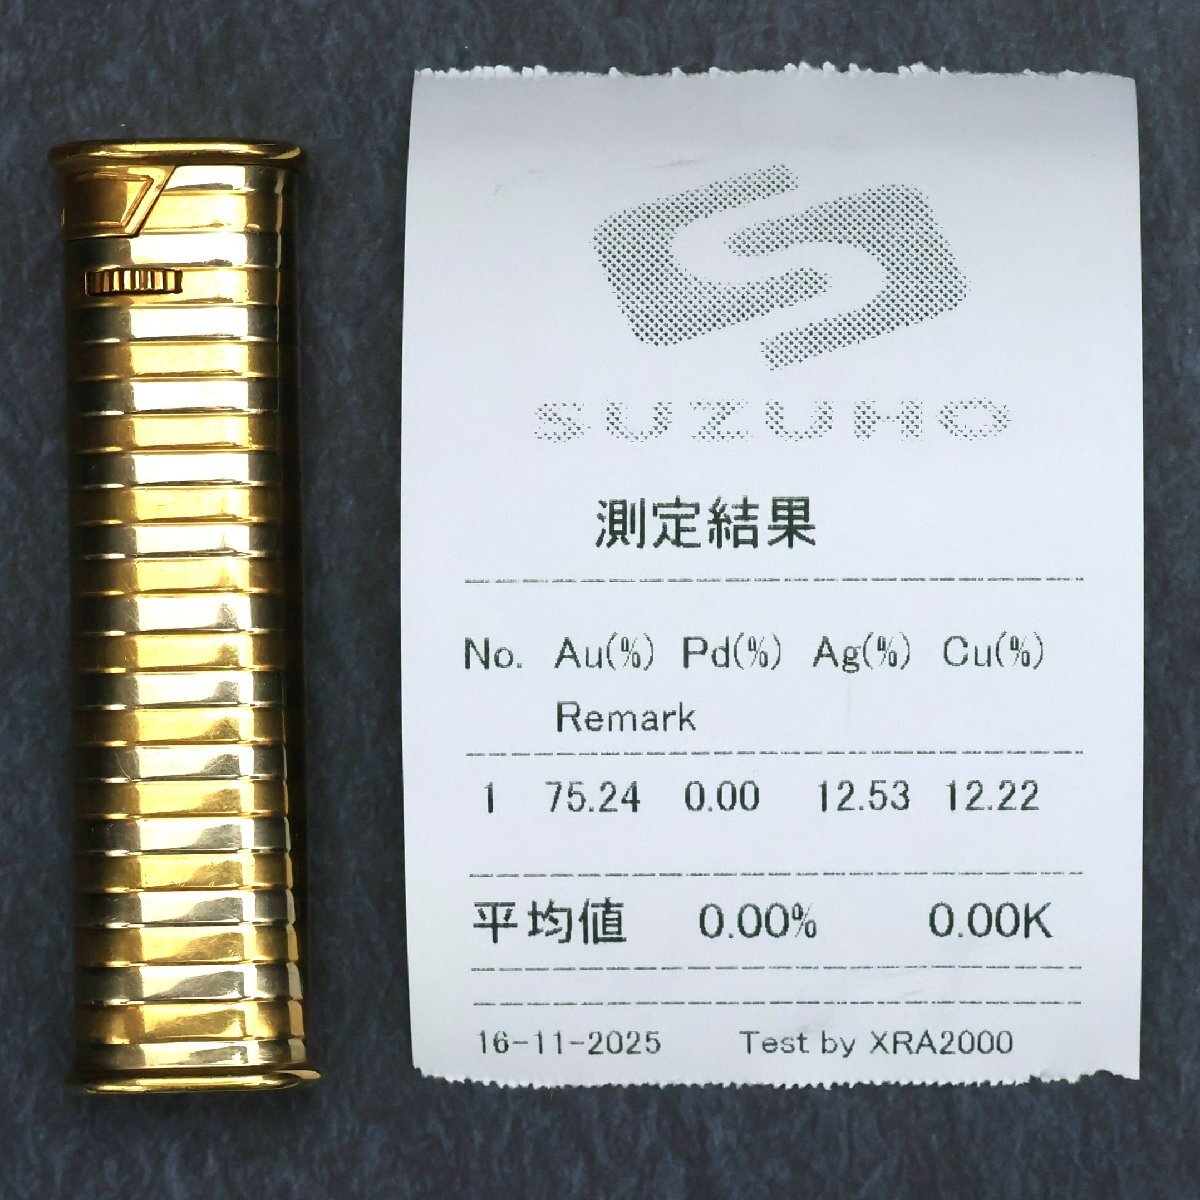 SUZUHO
測定結果
No. Au(%) Pd(%) Ag(%) Cu(%)
Remark
1 75.24 0.00 12.53 12.22
平均値 0.00% 0.00K
16-11-2025 Test by XRA2000